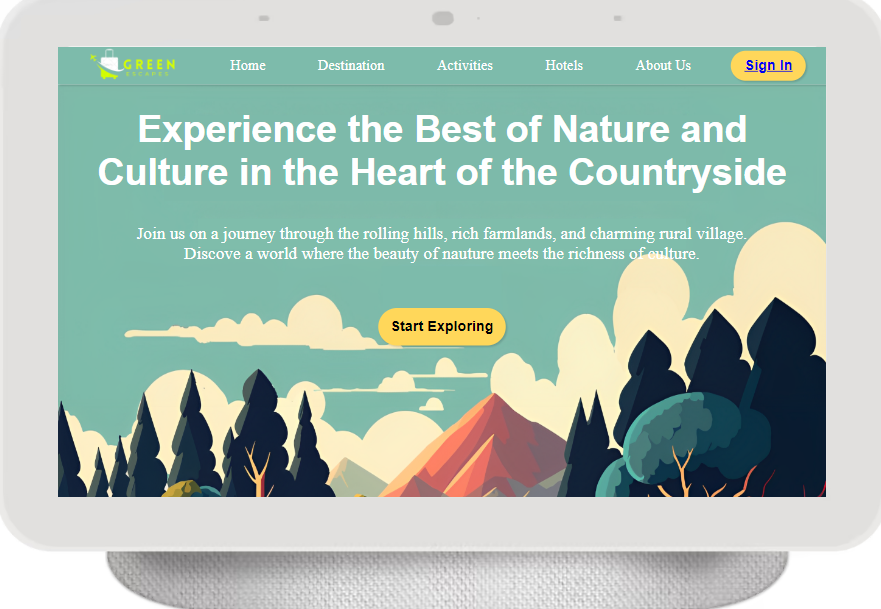 GREEN
ESCAPES
Home Destination Activities Hotels About Us Sign In
Experience the Best of Nature and
Culture in the Heart of the Countryside
Join us on a journey through the rolling hills, rich farmlands, and charming rural village.
Discover a world where the beauty of nauture meets the richness of culture.
Start Exploring